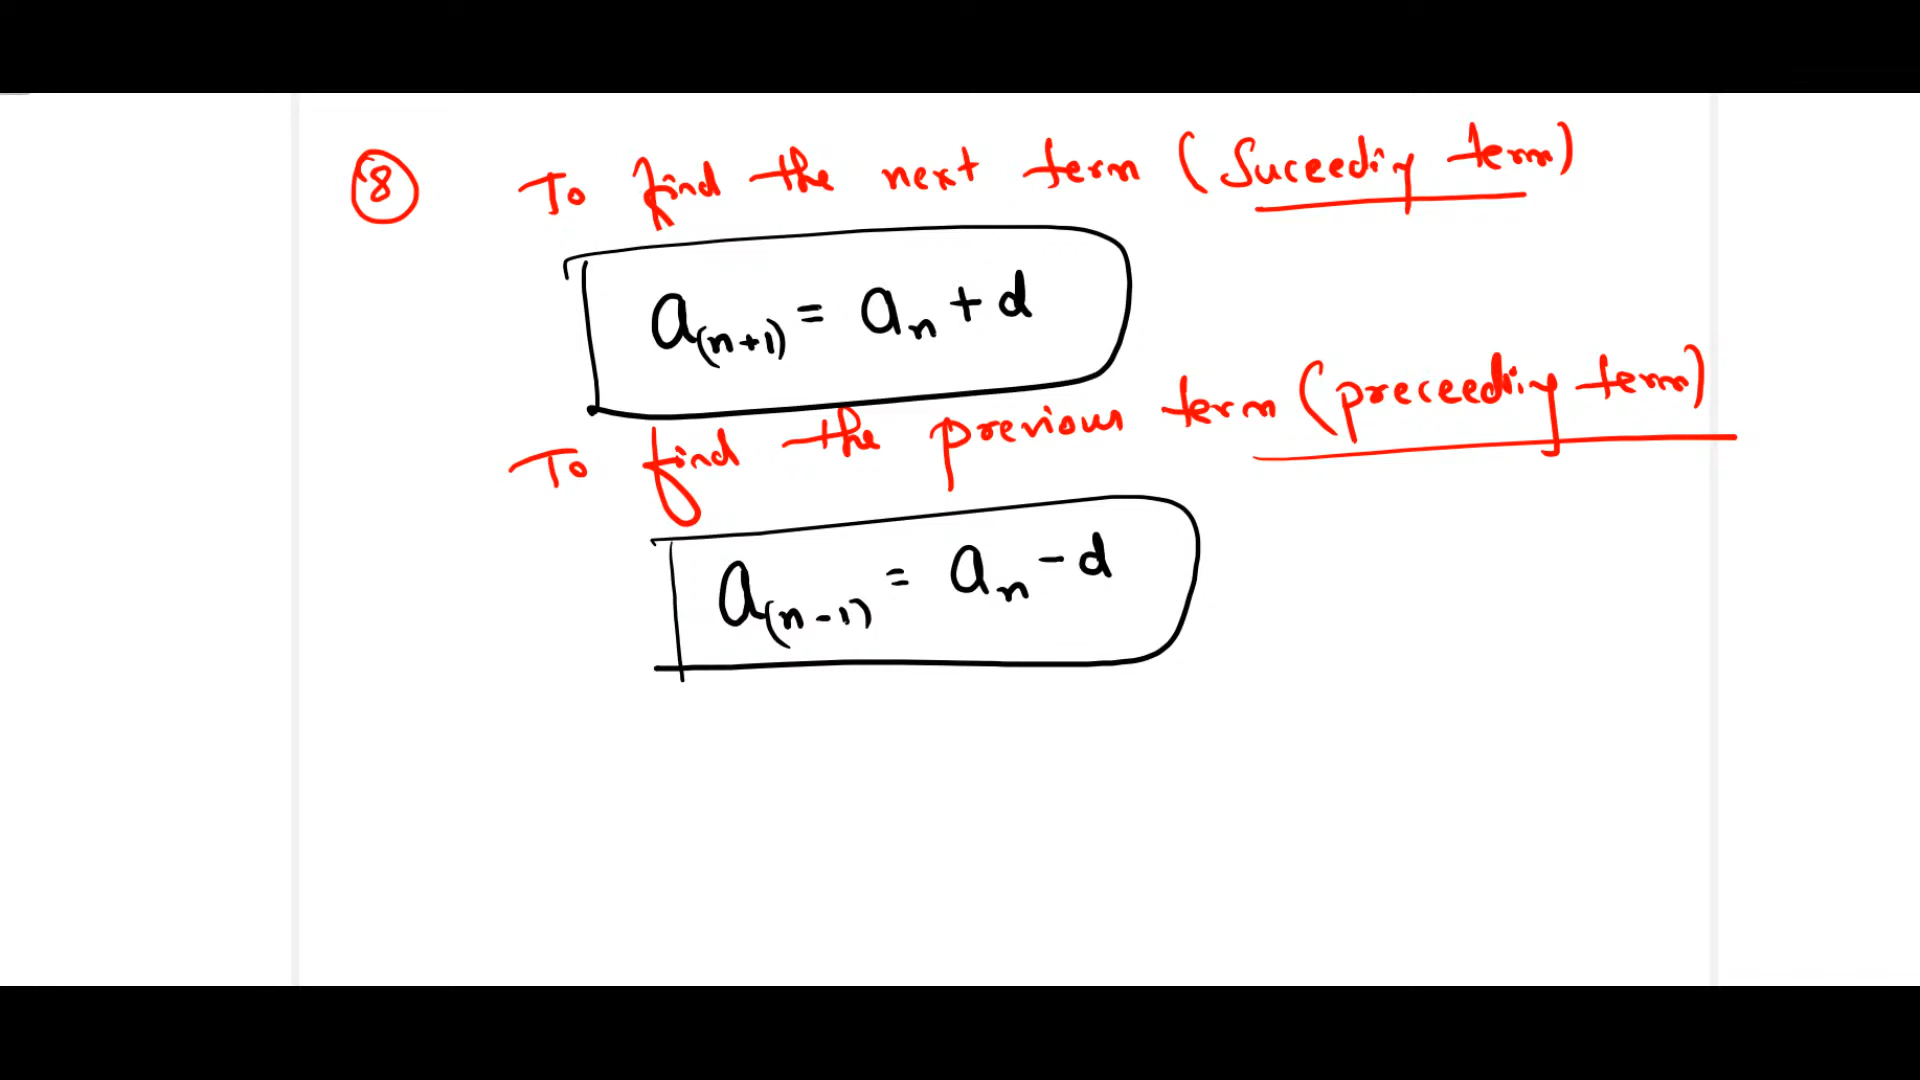 8 To find the next term (Suceeding term)
a(n+1) = an + d
To find the previous term (preceeding term)
a(n-1) = an - d